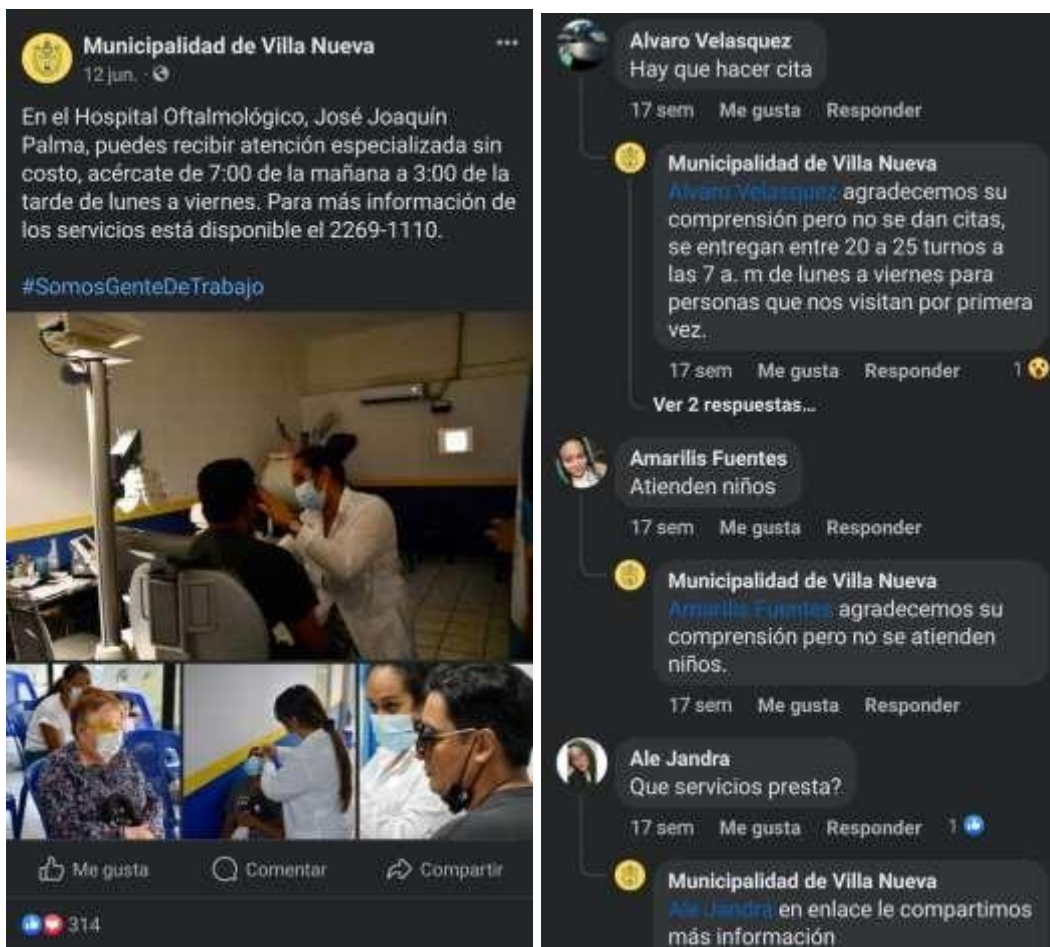 Municipalidad de Villa Nueva
12 jun.
En el Hospital Oftalmológico, José Joaquín
Palma, puedes recibir atención especializada sin
costo, acércate de 7:00 de la mañana a 3:00 de la
tarde de lunes a viernes. Para más información de
los servicios está disponible el 2269-1110.
#SomosGenteDeTrabajo
Me gusta Comentar Compartir
314
Alvaro Velasquez
Hay que hacer cita
17 sem Me gusta Responder
Municipalidad de Villa Nueva
Alvaro Velasquez agradecemos su
comprensión pero no se dan citas,
se entregan entre 20 a 25 turnos a
las 7 a. m de lunes a viernes para
personas que nos visitan por primera
vez.
17 sem Me gusta Responder 1
Ver 2 respuestas...
Amarilis Fuentes
Atienden niños
17 sem Me gusta Responder
Municipalidad de Villa Nueva
Amarilis Fuentes agradecemos su
comprensión pero no se atienden
niños.
17 sem Me gusta Responder
Ale Jandra
Que servicios presta?
17 sem Me gusta Responder 1
Municipalidad de Villa Nueva
Ale Jandra en enlace le compartimos
más información